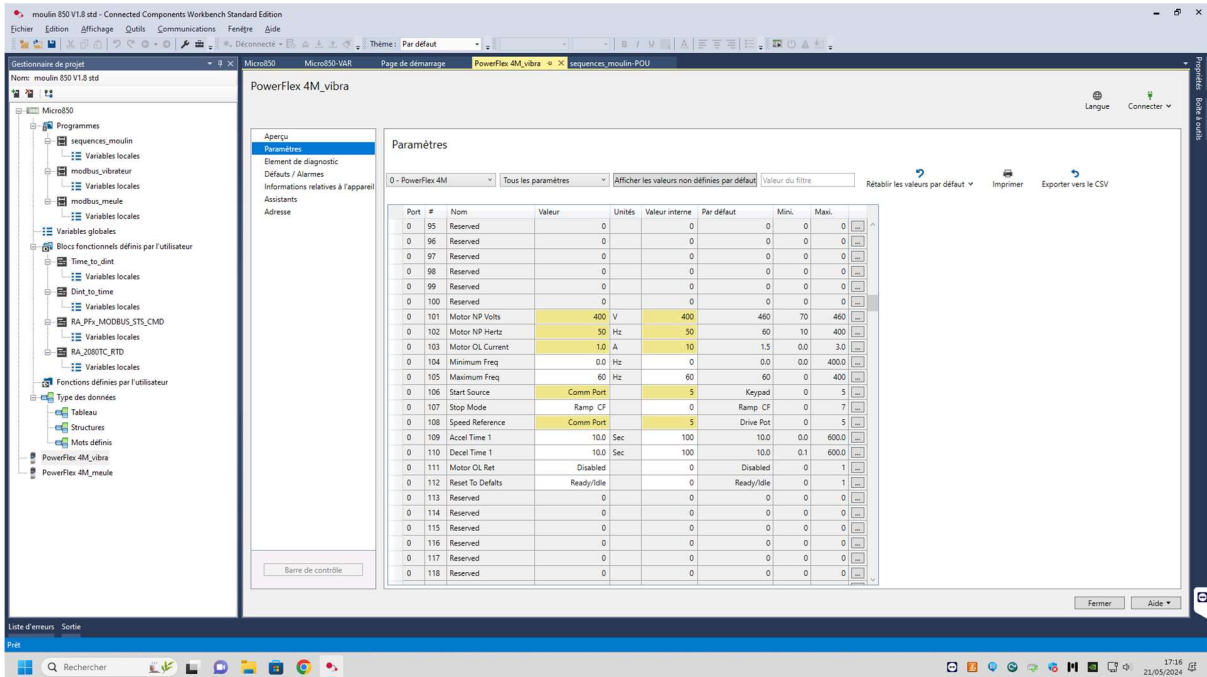 moulin 850 V1.8 std - Connected Components Workbench Standard Edition
Fichier Edition Affichage Outils Communications Fenêtre Aide
Déconnecté Thème: Par défaut
Gestionnaire de projet
Nom: moulin 850 V1.8 std
Micro850
Programmes
sequences_moulin
Variables locales
modbus_vibrateur
Variables locales
modbus_meule
Variables locales
Variables globales
Blocs fonctionnels définis par l'utilisateur
Time_to_dint
Variables locales
Dint_to_time
Variables locales
RA_PFx_MODBUS_STS_CMD
Variables locales
RA_2080TC_RTD
Variables locales
Fonctions définies par l'utilisateur
Type des données
Tableau
Structures
Mots définis
PowerFlex 4M_vibra
PowerFlex 4M_meule
Micro850 Micro850-VAR Page de démarrage PowerFlex 4M_vibra sequences_moulin-POU
PowerFlex 4M_vibra
Langue Connecter
Aperçu
Paramètres
Element de diagnostic
Défauts / Alarmes
Informations relatives à l'appareil
Assistants
Adresse
Barre de contrôle
Paramètres
0 - PowerFlex 4M Tous les paramètres Afficher les valeurs non définies par défaut Valeur du filtre Rétablir les valeurs par défaut Imprimer Exporter vers le CSV
Port # Nom Valeur Unités Valeur interne Par défaut Mini. Maxi.
0 95 Reserved 0 0 0 0 0 ...
0 96 Reserved 0 0 0 0 0 ...
0 97 Reserved 0 0 0 0 0 ...
0 98 Reserved 0 0 0 0 0 ...
0 99 Reserved 0 0 0 0 0 ...
0 100 Reserved 0 0 0 0 0 ...
0 101 Motor NP Volts 400 V 400 460 70 460 ...
0 102 Motor NP Hertz 50 Hz 50 60 10 400 ...
0 103 Motor OL Current 1.0 A 10 1.5 0.0 3.0 ...
0 104 Minimum Freq 0.0 Hz 0 0.0 0.0 400.0 ...
0 105 Maximum Freq 60 Hz 60 60 0 400 ...
0 106 Start Source Comm Port 5 Keypad 0 5 ...
0 107 Stop Mode Ramp CF 0 Ramp CF 0 7 ...
0 108 Speed Reference Comm Port 5 Drive Pot 0 5 ...
0 109 Accel Time 1 10.0 Sec 100 10.0 0.0 600.0 ...
0 110 Decel Time 1 10.0 Sec 100 10.0 0.1 600.0 ...
0 111 Motor OL Ret Disabled 0 Disabled 0 1 ...
0 112 Reset To Defalts Ready/Idle 0 Ready/Idle 0 1 ...
0 113 Reserved 0 0 0 0 0 ...
0 114 Reserved 0 0 0 0 0 ...
0 115 Reserved 0 0 0 0 0 ...
0 116 Reserved 0 0 0 0 0 ...
0 117 Reserved 0 0 0 0 0 ...
0 118 Reserved 0 0 0 0 0 ...
Fermer Aide
Propriétés
Boîte à outils
Liste d'erreurs Sortie
Prêt
Rechercher
17:16
21/05/2024